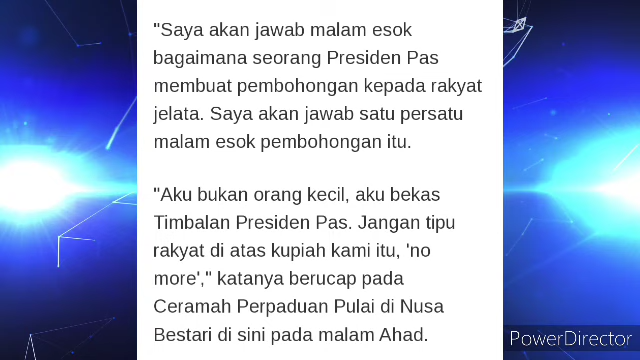 "Saya akan jawab malam esok
bagaimana seorang Presiden Pas
membuat pembohongan kepada rakyat
jelata. Saya akan jawab satu persatu
malam esok pembohongan itu.
"Aku bukan orang kecil, aku bekas
Timbalan Presiden Pas. Jangan tipu
rakyat di atas kupiah kami itu, 'no
more'," katanya berucap pada
Ceramah Perpaduan Pulai di Nusa
Bestari di sini pada malam Ahad.
PowerDirector